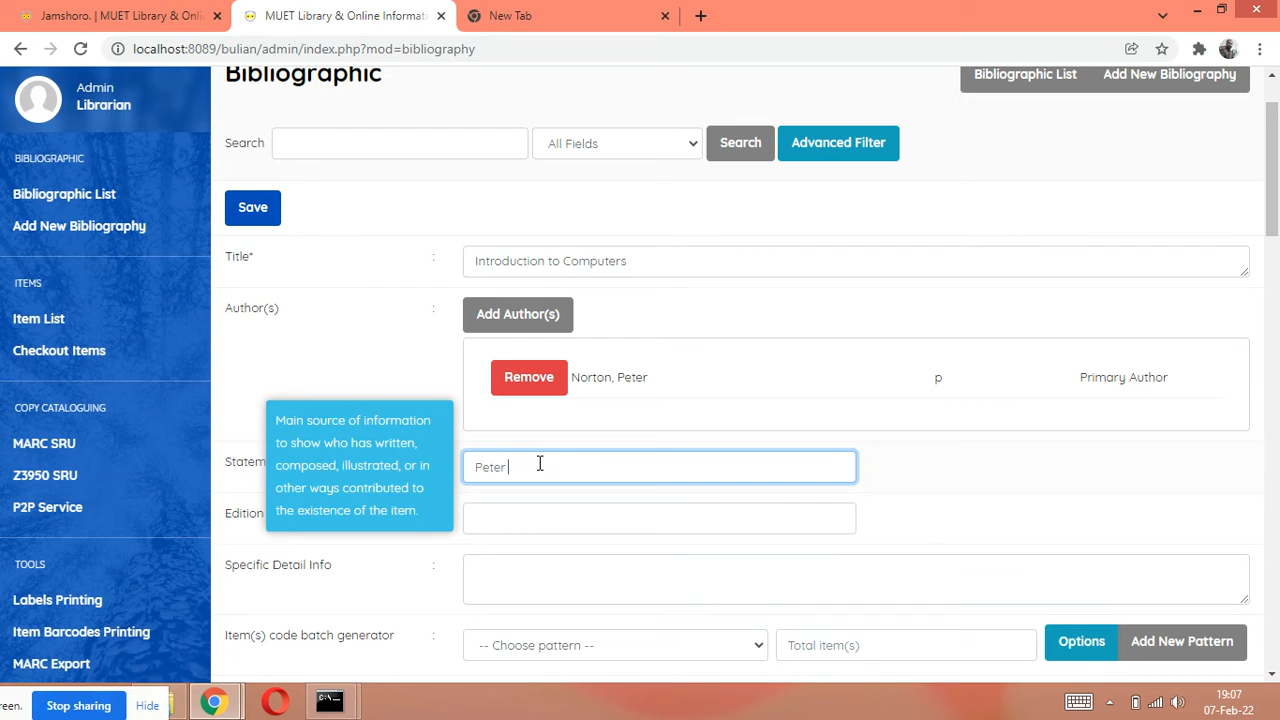 Jamshoro. | MUET Library & Onli
MUET Library & Online Informati
New Tab
localhost:8089/bulian/admin/index.php?mod=bibliography
Admin
Librarian
Bibliographic
Bibliographic List
Add New Bibliography
Search
All Fields
Search
Advanced Filter
BIBLIOGRAPHIC
Bibliographic List
Add New Bibliography
Save
Title*
:
Introduction to Computers
ITEMS
Item List
Checkout Items
Author(s)
:
Add Author(s)
Remove
Norton, Peter
p
Primary Author
COPY CATALOGUING
MARC SRU
Z3950 SRU
P2P Service
Main source of information
to show who has written,
composed, illustrated, or in
other ways contributed to
the existence of the item.
Statem
Peter
Edition
Specific Detail Info
:
TOOLS
Labels Printing
Item Barcodes Printing
MARC Export
Item(s) code batch generator
:
-- Choose pattern --
Total item(s)
Options
Add New Pattern
reen.
Stop sharing
Hide
19:07
07-Feb-22